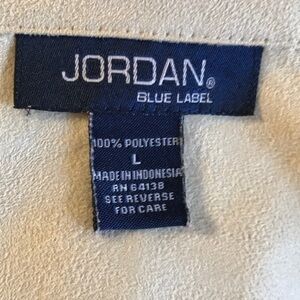 JORDAN®
BLUE LABEL
100% POLYESTER
L
MADE IN INDONESIA
RN 64138
SEE REVERSE
FOR CARE